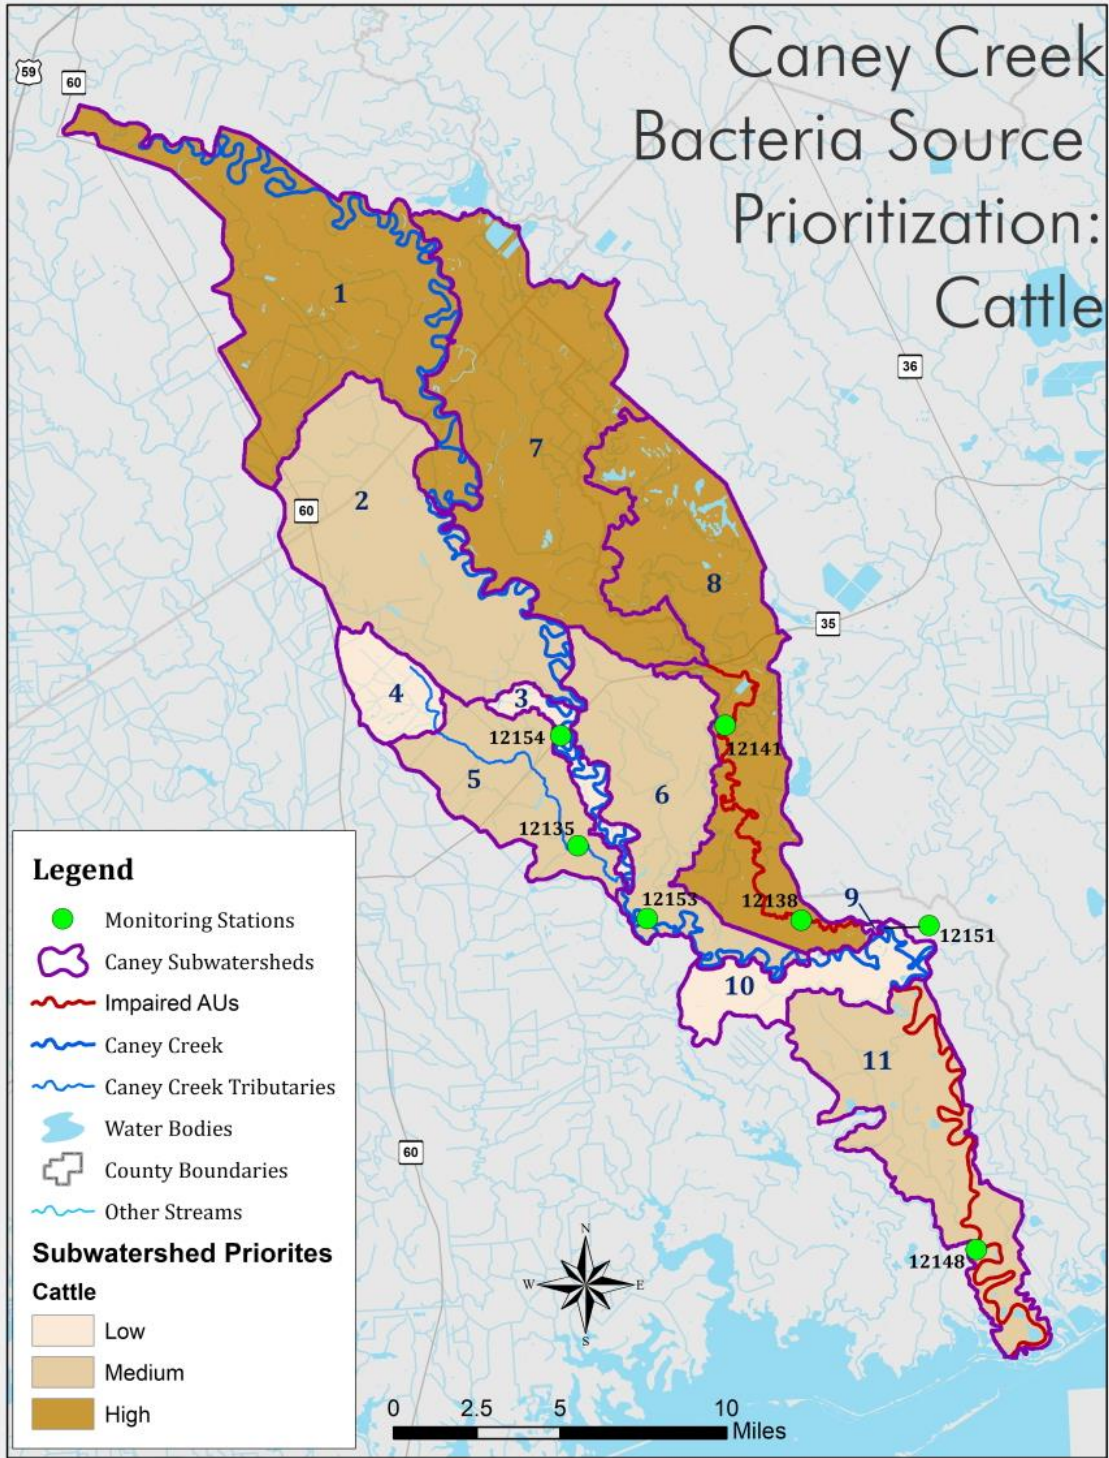 Caney Creek
Bacteria Source
Prioritization:
Cattle
59
60
1
36
7
2
60
8
35
4
3
12154
12141
5
6
12135
12153
12138
9
12151
10
11
60
12148
Legend
Monitoring Stations
Caney Subwatersheds
Impaired AUs
Caney Creek
Caney Creek Tributaries
Water Bodies
County Boundaries
Other Streams
Subwatershed Priorites
Cattle
Low
Medium
High
N
W
E
S
0 2.5 5 10
Miles